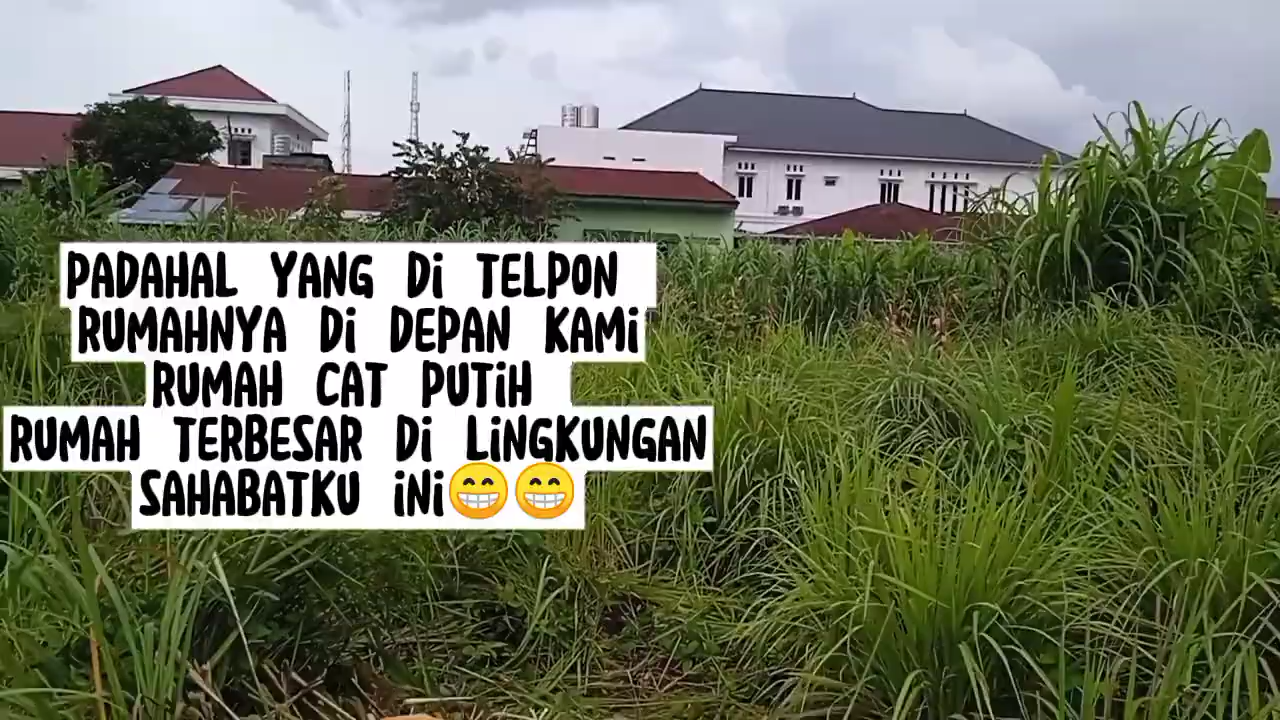 PADAHAL YANG Di TELPON
RUMAHNYA Di DEPAN KAMi
RUMAH CAT PUTiH
RUMAH TERBESAR Di LiNGKUNGAN
SAHABATKU iNi😁😁